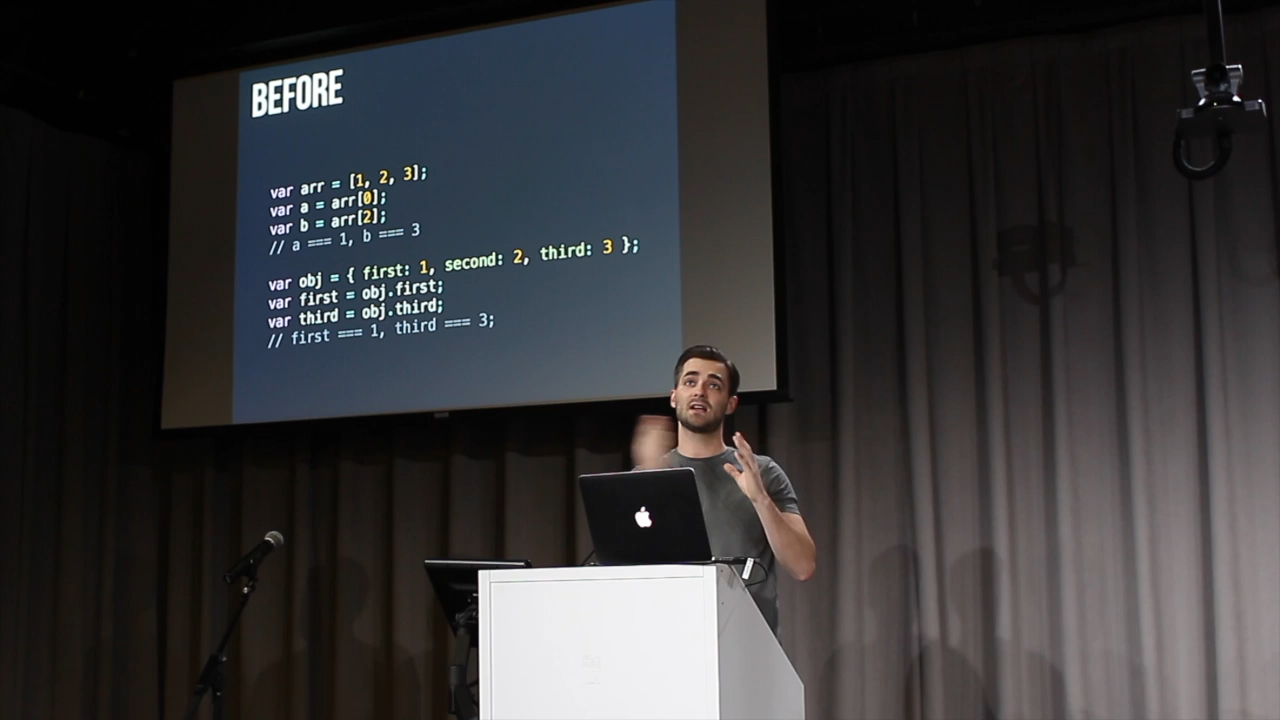 BEFORE
var arr = [1, 2, 3];
var a = arr[0];
var b = arr[2];
// a === 1, b === 3
var obj = { first: 1, second: 2, third: 3 };
var first = obj.first;
var third = obj.third;
// first === 1, third === 3;